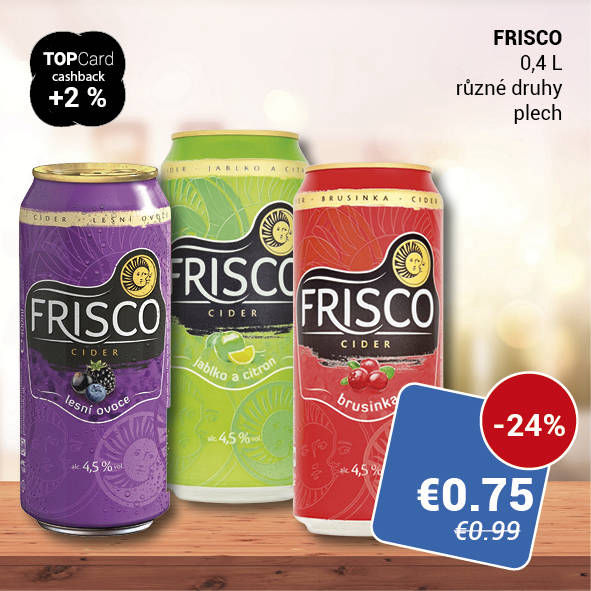 TOPCard
cashback
+2 %
FRISCO
0,4 L
různé druhy
plech
CIDER · LESNÍ OVOCE
FRISCO
CIDER
lesní ovoce
alc. 4,5 % vol.
JABLKO A
FRISCO
CIDER
jablko a citron
alc. 4,5 % vol.
CIDER · BRUSINKA · CIDER
FRISCO
CIDER
brusinka
alc. 4,5 %
-24%
€0.75
€0.99